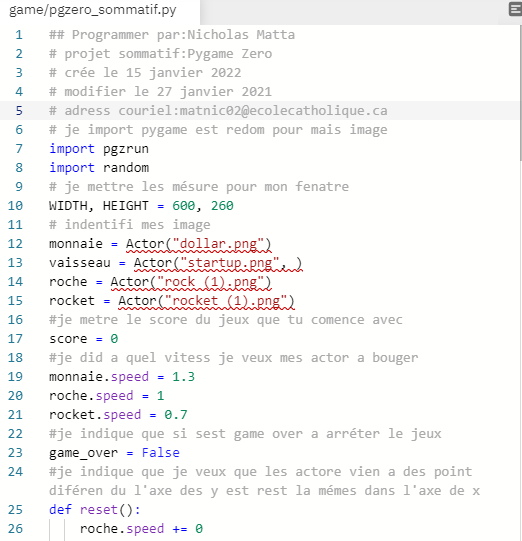 game/pgzero_sommatif.py
1 ## Programmer par:Nicholas Matta
2 # projet sommatif:Pygame Zero
3 # crée le 15 janvier 2022
4 # modifier le 27 janvier 2021
5 # adress couriel:matnic02@ecolecatholique.ca
6 # je import pygame est redom pour mais image
7 import pgzrun
8 import random
9 # je mettre les mésure pour mon fenatre
10 WIDTH, HEIGHT = 600, 260
11 # indentifi mes image
12 monnaie = Actor("dollar.png")
13 vaisseau = Actor("startup.png", )
14 roche = Actor("rock (1).png")
15 rocket = Actor("rocket (1).png")
16 #je metre le score du jeux que tu comence avec
17 score = 0
18 #je did a quel vitess je veux mes actor a bouger
19 monnaie.speed = 1.3
20 roche.speed = 1
21 rocket.speed = 0.7
22 #je indique que si sest game over a arréter le jeux
23 game_over = False
24 #je indique que je veux que les actore vien a des point
diféren du l'axe des y est rest la mémes dans l'axe de x
25 def reset():
26 roche.speed += 0